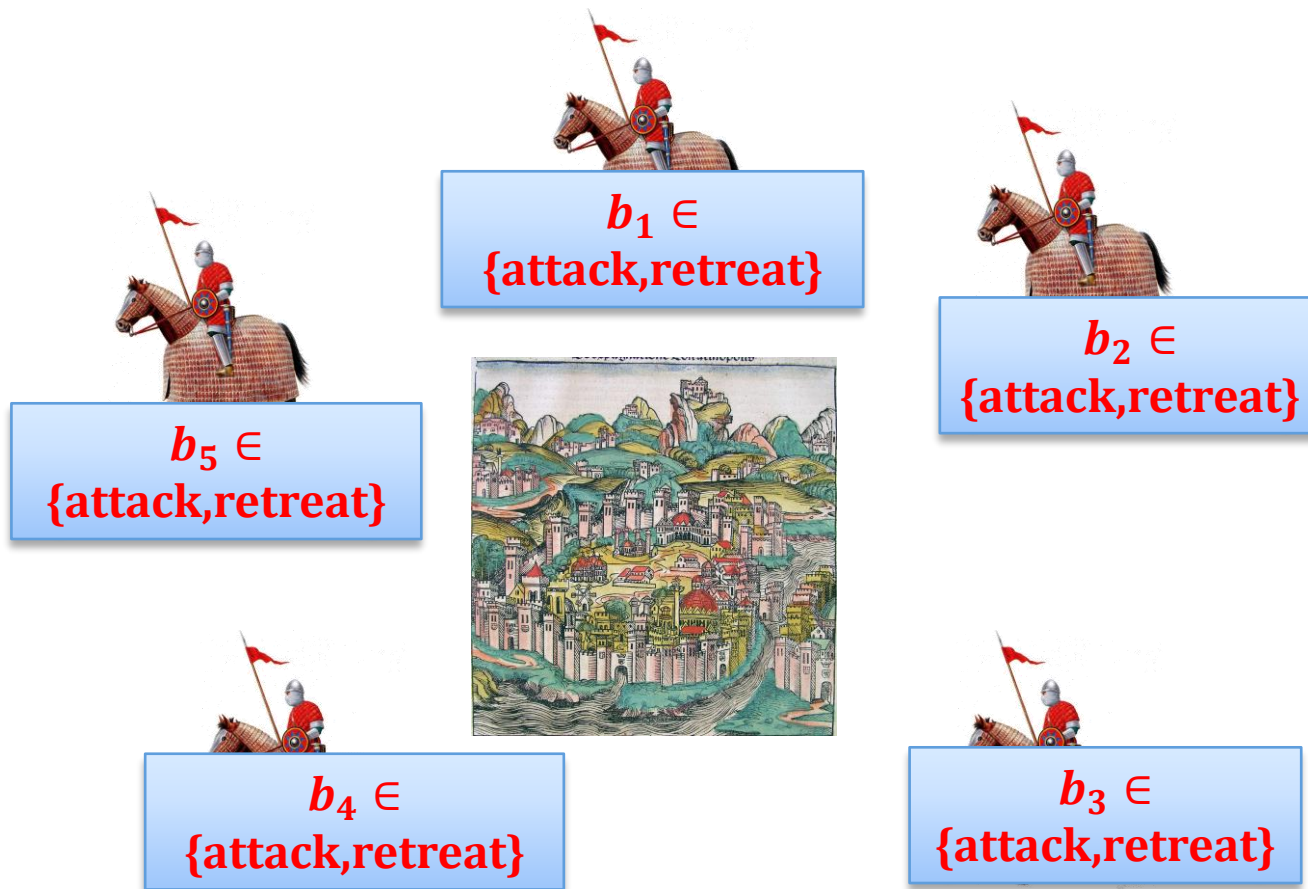 b₁ ∈
{attack,retreat}
b₂ ∈
{attack,retreat}
b₅ ∈
{attack,retreat}
b₄ ∈
{attack,retreat}
b₃ ∈
{attack,retreat}